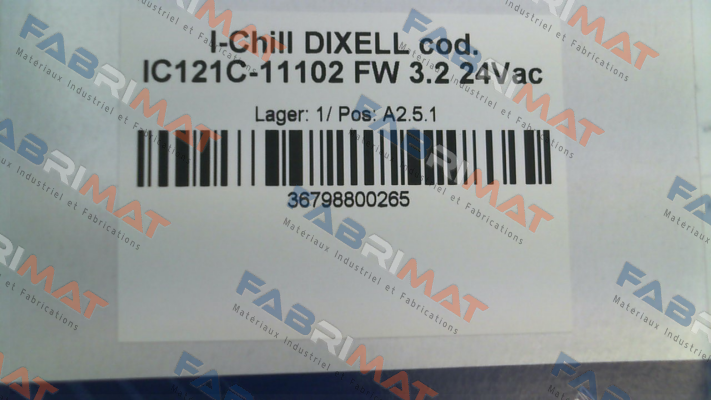 I-Chill DIXELL cod.
IC121C-11102 FW 3.2 24Vac
Lager: 1/ Pos: A2.5.1
36798800265
FABRIMAT
Materiaux Industriel et Fabrications